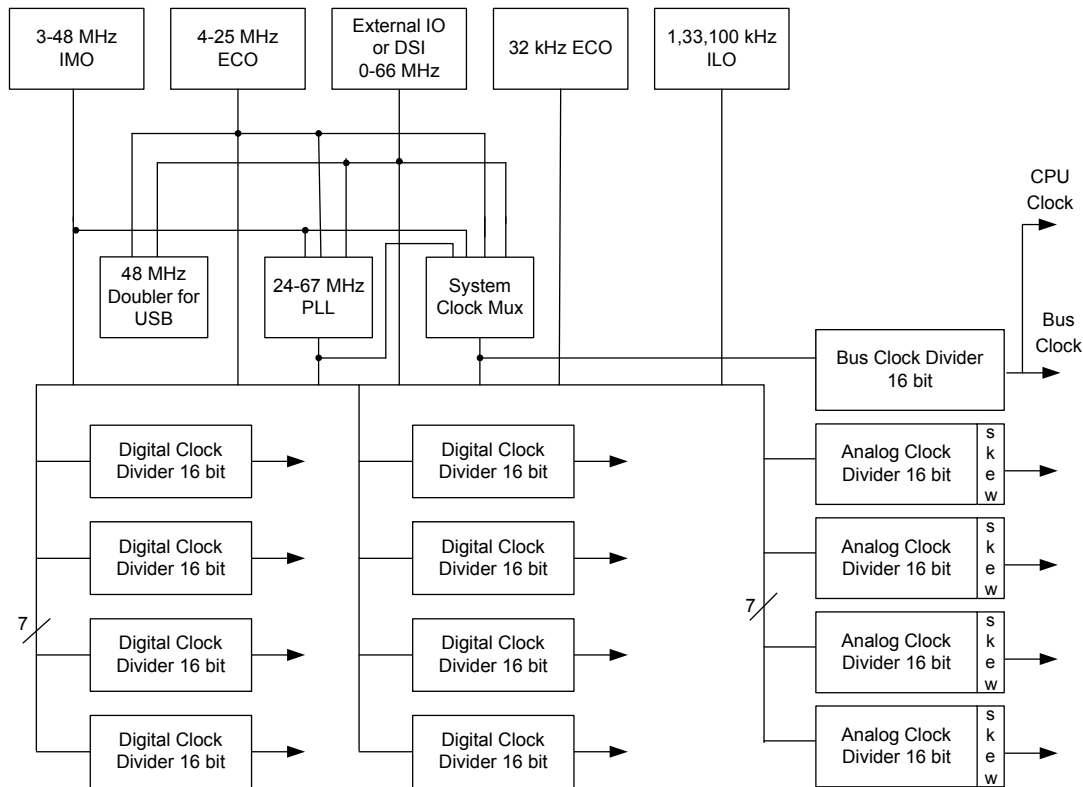 3-48 MHz
IMO
4-25 MHz
ECO
External IO
or DSI
0-66 MHz
32 kHz ECO
1,33,100 kHz
ILO
CPU
Clock
48 MHz
Doubler for
USB
24-67 MHz
PLL
System
Clock Mux
Bus
Clock
Bus Clock Divider
16 bit
Digital Clock
Divider 16 bit
Digital Clock
Divider 16 bit
Analog Clock
Divider 16 bit
s
k
e
w
Digital Clock
Divider 16 bit
Digital Clock
Divider 16 bit
Analog Clock
Divider 16 bit
s
k
e
w
7
7
Digital Clock
Divider 16 bit
Digital Clock
Divider 16 bit
Analog Clock
Divider 16 bit
s
k
e
w
Digital Clock
Divider 16 bit
Digital Clock
Divider 16 bit
Analog Clock
Divider 16 bit
s
k
e
w